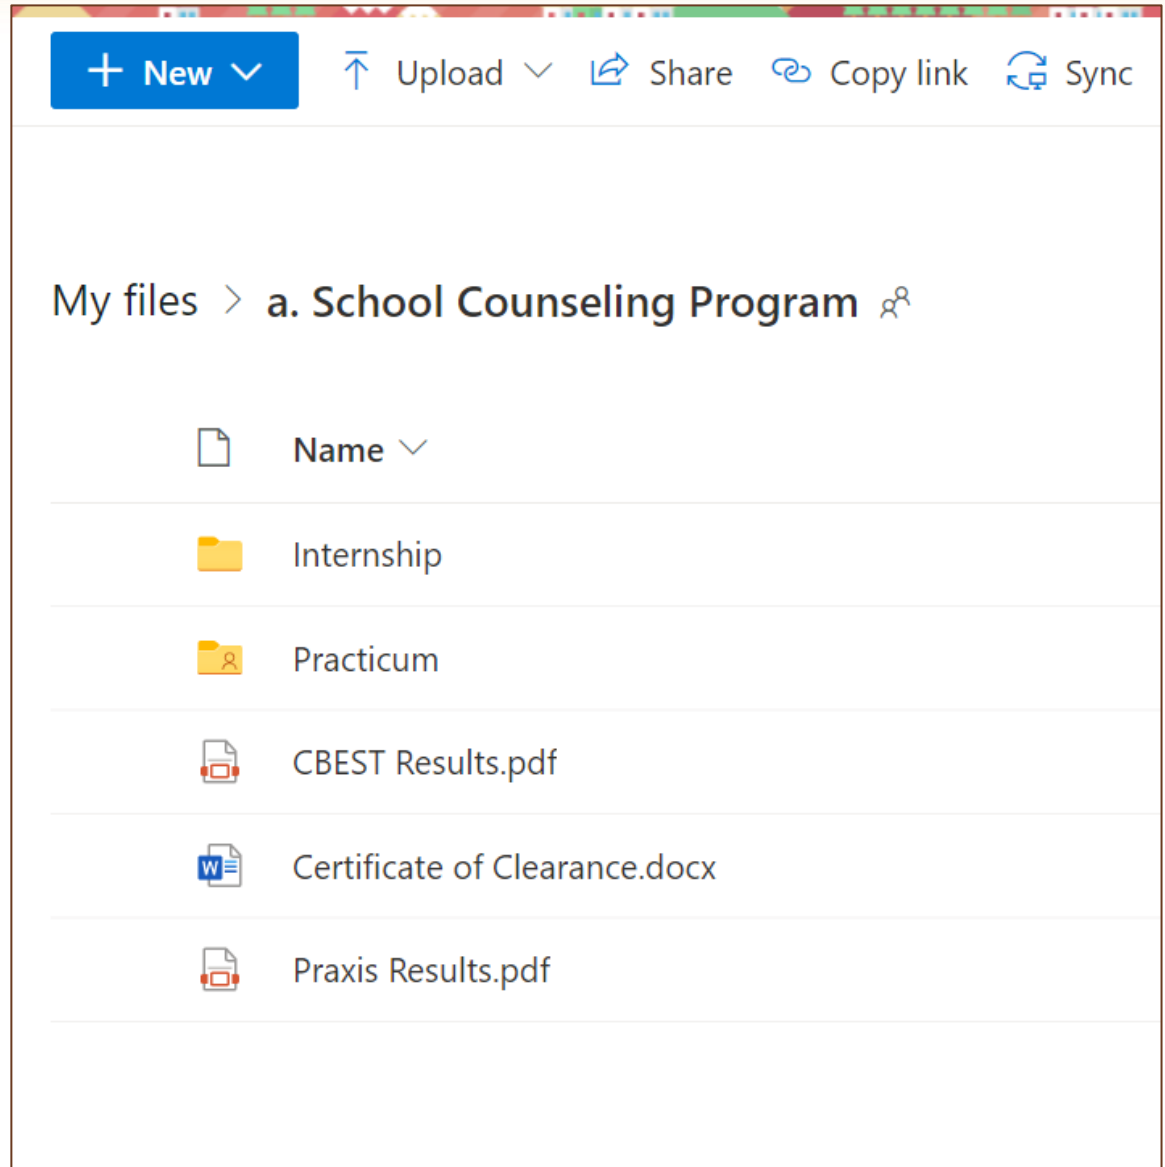 New Upload Share Copy link Sync
My files > a. School Counseling Program
Name
Internship
Practicum
CBEST Results.pdf
Certificate of Clearance.docx
Praxis Results.pdf